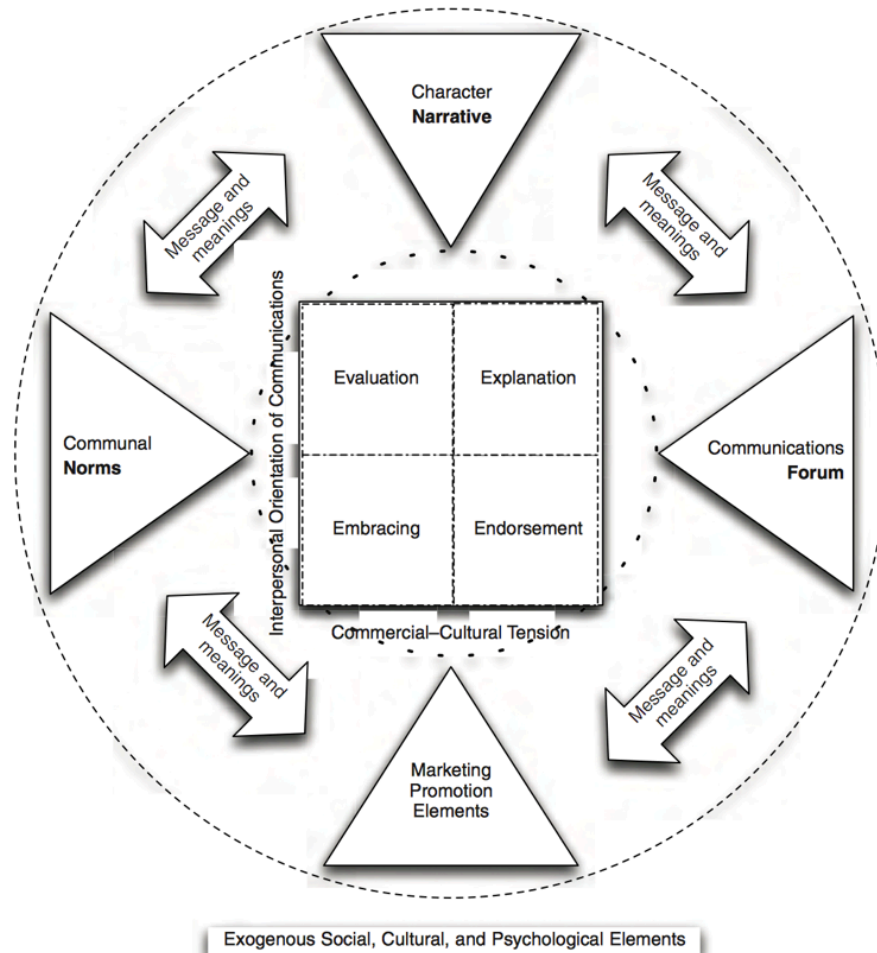 Character
Narrative
Message and
meanings
Message and
meanings
Interpersonal Orientation of Communications
Evaluation
Explanation
Communal
Norms
Communications
Forum
Embracing
Endorsement
Commercial–Cultural Tension
Message and
meanings
Message and
meanings
Marketing
Promotion
Elements
Exogenous Social, Cultural, and Psychological Elements